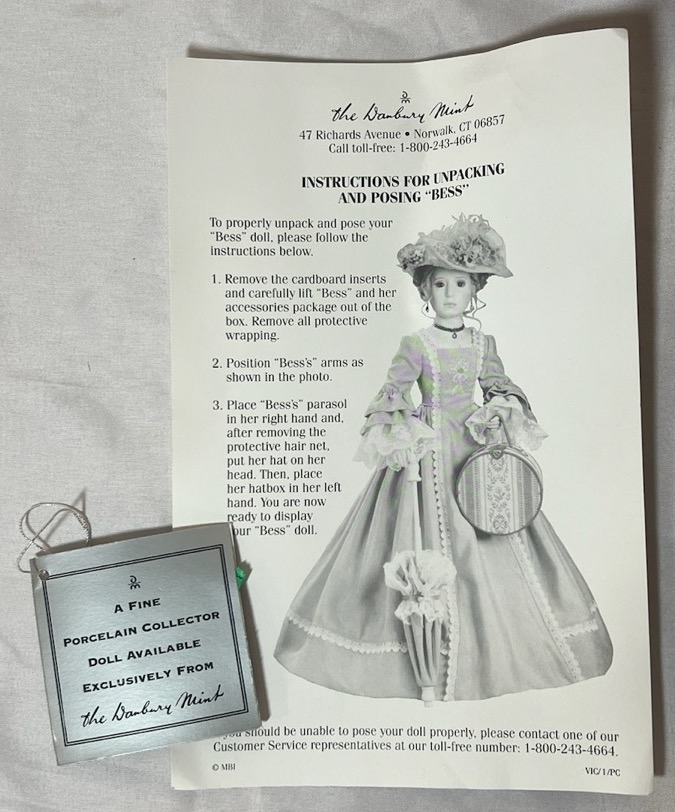 the Danbury Mint
47 Richards Avenue • Norwalk, CT 06857
Call toll-free: 1-800-243-4664
INSTRUCTIONS FOR UNPACKING
AND POSING “BESS”
To properly unpack and pose your
“Bess” doll, please follow the
instructions below.
1. Remove the cardboard inserts
and carefully lift “Bess” and her
accessories package out of the
box. Remove all protective
wrapping.
2. Position “Bess’s” arms as
shown in the photo.
3. Place “Bess’s” parasol
in her right hand and,
after removing the
protective hair net,
put her hat on her
head. Then, place
her hatbox in her left
hand. You are now
ready to display
your “Bess” doll.
should be unable to pose your doll properly, please contact one of our
Customer Service representatives at our toll-free number: 1-800-243-4664.
© MBI
VIC/1/PC
DM
A FINE
PORCELAIN COLLECTOR
DOLL AVAILABLE
EXCLUSIVELY FROM
the Danbury Mint